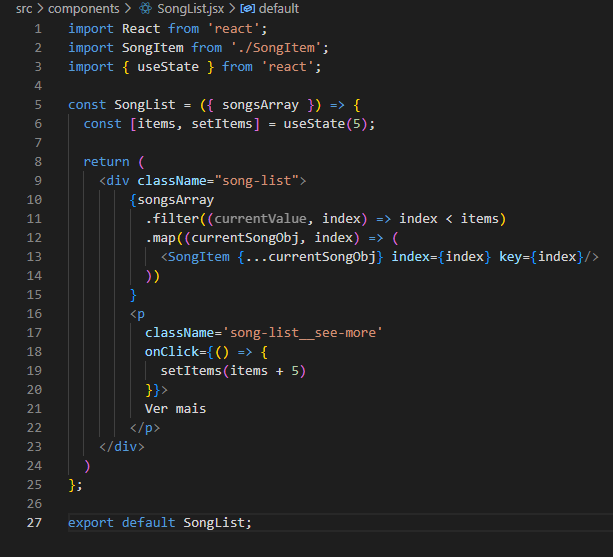 src > components > SongList.jsx > default
1 import React from 'react';
2 import SongItem from './SongItem';
3 import { useState } from 'react';
4
5 const SongList = ({ songsArray }) => {
6   const [items, setItems] = useState(5);
7
8   return (
9     <div className="song-list">
10         {songsArray
11           .filter((currentValue, index) => index < items)
12           .map((currentSongObj, index) => (
13             <SongItem {...currentSongObj} index={index} key={index}/>
14           ))
15         }
16         <p
17           className='song-list__see-more'
18           onClick={() => {
19             setItems(items + 5)
20           }}>
21           Ver mais
22         </p>
23     </div>
24   )
25 };
26
27 export default SongList;